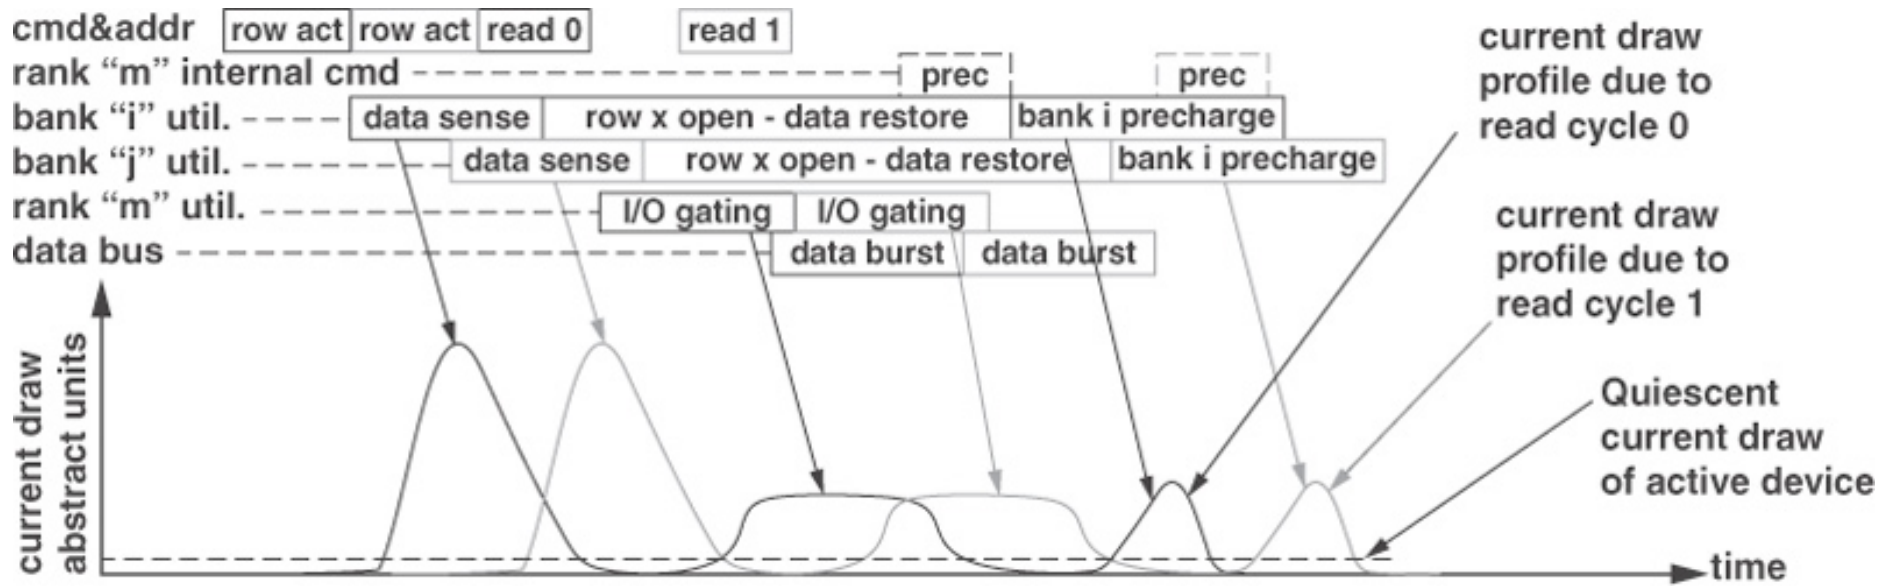 cmd&addr row act row act read 0 read 1
rank “m” internal cmd prec prec
bank “i” util. data sense row x open - data restore bank i precharge
bank “j” util. data sense row x open - data restore bank i precharge
rank “m” util. I/O gating I/O gating
data bus data burst data burst
current draw
profile due to
read cycle 0
current draw
profile due to
read cycle 1
Quiescent
current draw
of active device
current draw
abstract units
time